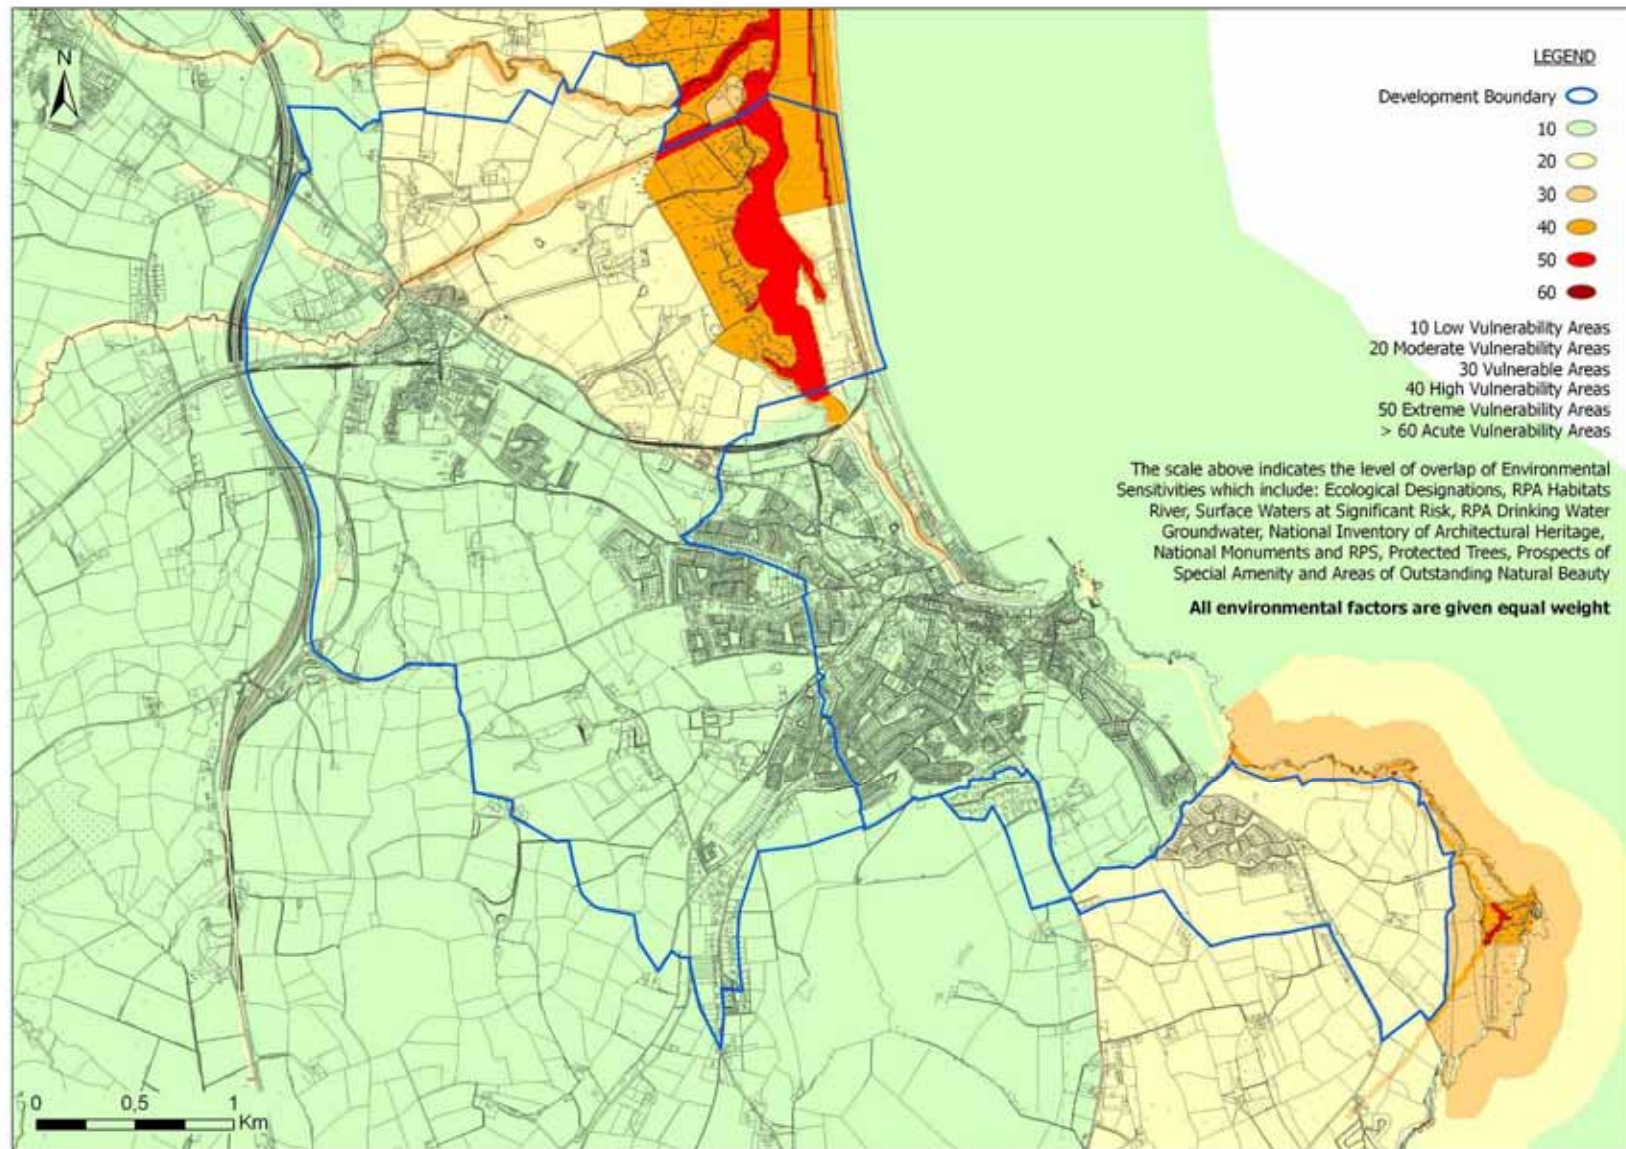 N
LEGEND
Development Boundary
10
20
30
40
50
60
10 Low Vulnerability Areas
20 Moderate Vulnerability Areas
30 Vulnerable Areas
40 High Vulnerability Areas
50 Extreme Vulnerability Areas
> 60 Acute Vulnerability Areas
The scale above indicates the level of overlap of Environmental
Sensitivities which include: Ecological Designations, RPA Habitats
River, Surface Waters at Significant Risk, RPA Drinking Water
Groundwater, National Inventory of Architectural Heritage,
National Monuments and RPS, Protected Trees, Prospects of
Special Amenity and Areas of Outstanding Natural Beauty
All environmental factors are given equal weight
0 0.5 1
Km